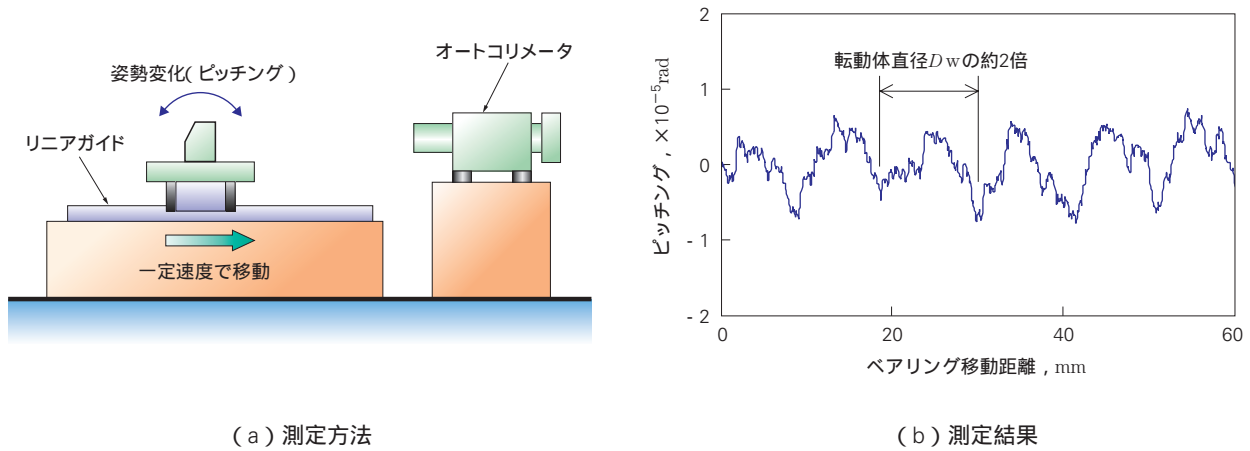 姿勢変化(ピッチング)
オートコリメータ
リニアガイド
一定速度で移動
(a)測定方法
ピッチング, ×10⁻⁵rad
2
1
0
- 1
- 2
転動体直径Dwの約2倍
0
20
40
60
ベアリング移動距離, mm
(b)測定結果